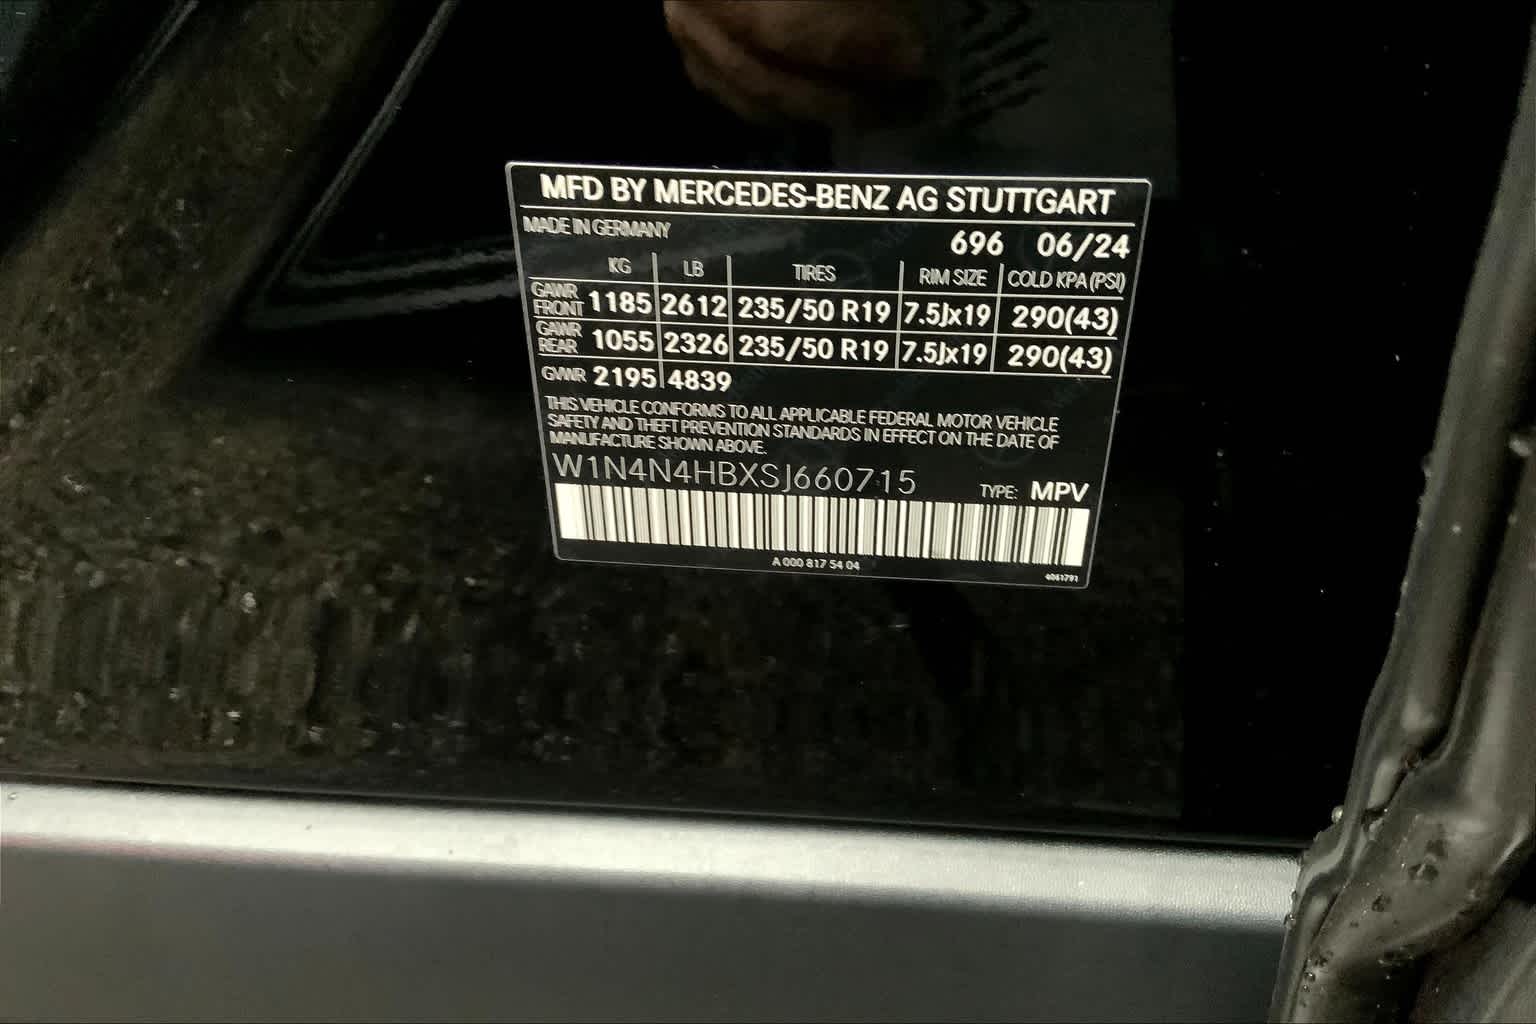 MFD BY MERCEDES-BENZ AG STUTTGART
MADE IN GERMANY
696 06/24
KG LB TIRES RIM SIZE COLD KPA (PSI)
GAWR FRONT 1185 2612 235/50 R19 7.5Jx19 290(43)
GAWR REAR 1055 2326 235/50 R19 7.5Jx19 290(43)
GVWR 2195 4839
THIS VEHICLE CONFORMS TO ALL APPLICABLE FEDERAL MOTOR VEHICLE
SAFETY AND THEFT PREVENTION STANDARDS IN EFFECT ON THE DATE OF
MANUFACTURE SHOWN ABOVE.
W1N4N4HBXSJ660715
TYPE: MPV
A 000 817 54 04
4061791